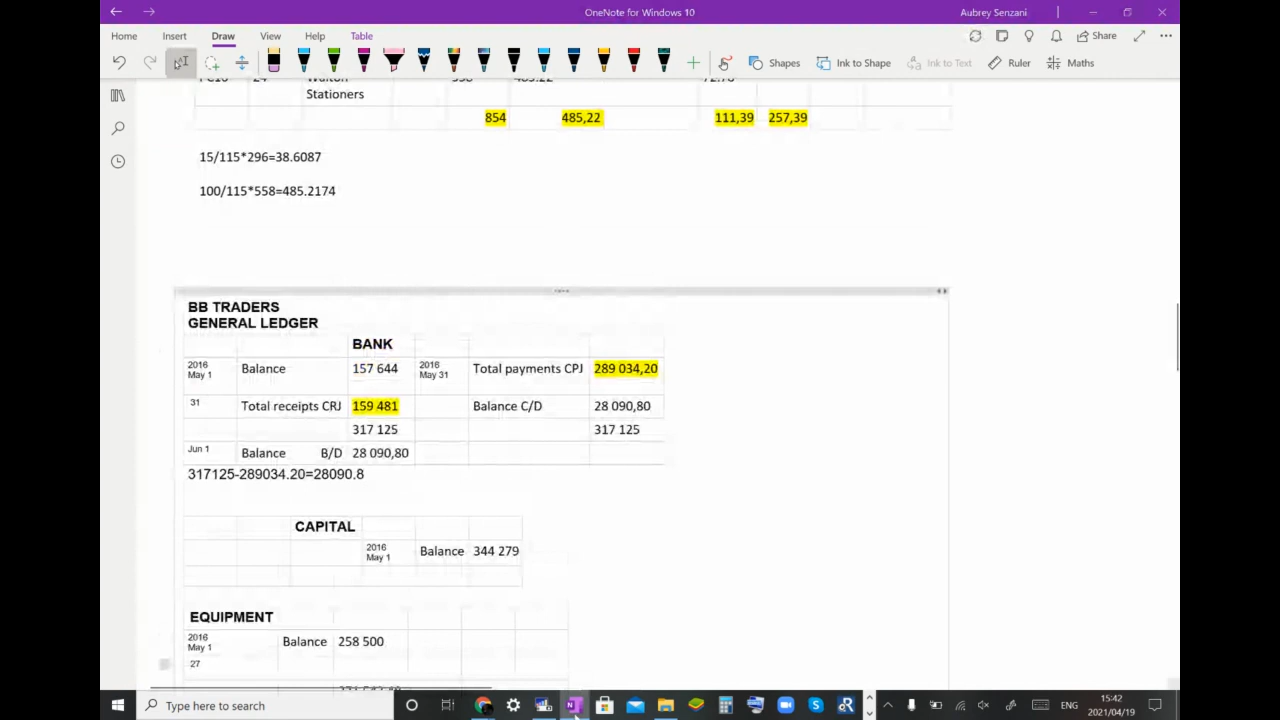 OneNote for Windows 10
Aubrey Senzani
Home Insert Draw View Help Table
Share
Shapes Ink to Shape Ink to Text Ruler Maths
Stationers
854 485,22 111,39 257,39
15/115*296=38.6087
100/115*558=485.2174
BB TRADERS
GENERAL LEDGER
BANK
2016 May 1 Balance 157 644 2016 May 31 Total payments CPJ 289 034,20
31 Total receipts CRJ 159 481 Balance C/D 28 090,80
317 125 317 125
Jun 1 Balance B/D 28 090,80
317125-289034.20=28090.8
CAPITAL
2016 May 1 Balance 344 279
EQUIPMENT
2016 May 1 Balance 258 500
27
Type here to search
ENG
15:42
2021/04/19